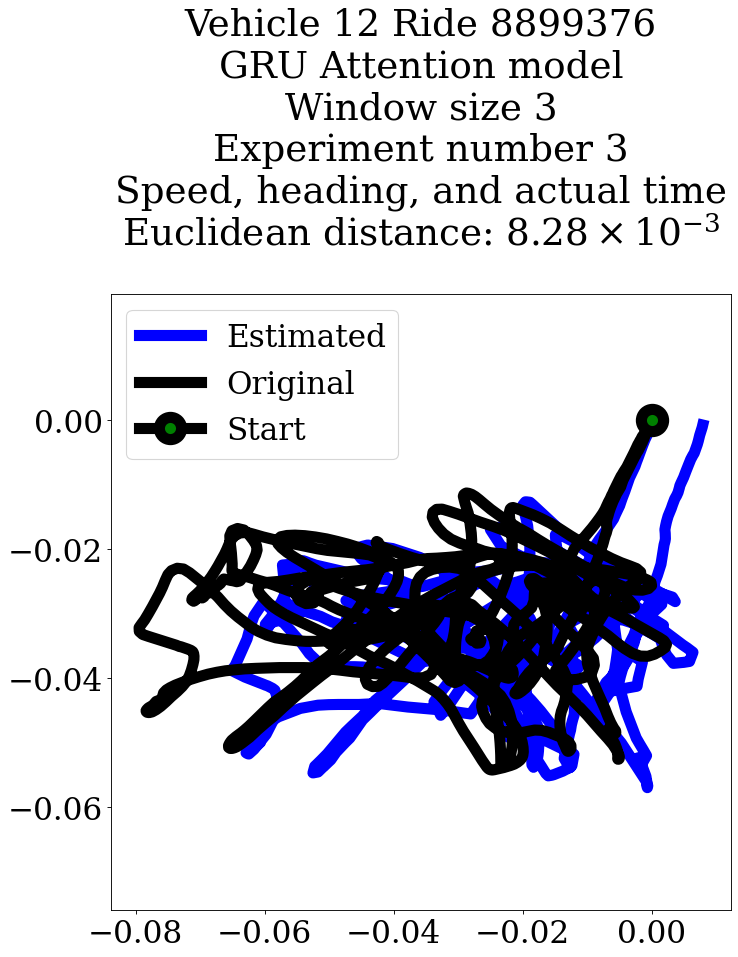 Vehicle 12 Ride 8899376
GRU Attention model
Window size 3
Experiment number 3
Speed, heading, and actual time
Euclidean distance: 8.28 × 10⁻³
Estimated
Original
Start
0.00
−0.02
−0.04
−0.06
−0.08 −0.06 −0.04 −0.02 0.00